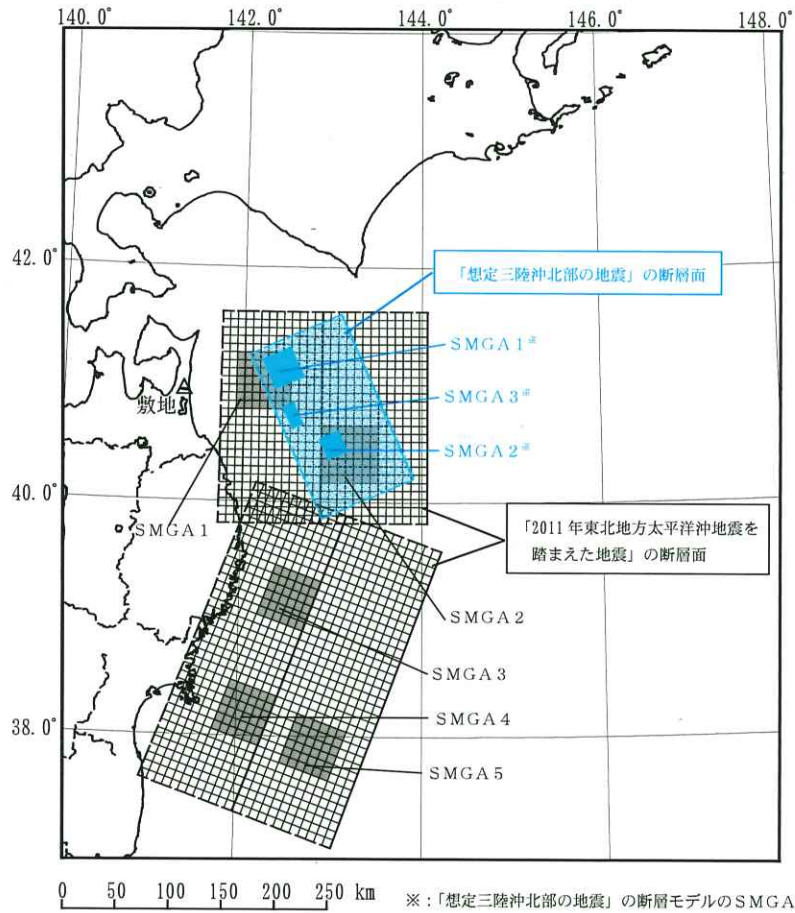 140.0°
142.0°
144.0°
146.0°
148.0°
42.0°
「想定三陸沖北部の地震」の断層面
SMGA1※
SMGA3※
敷地
SMGA2※
40.0°
SMGA1
「2011年東北地方太平洋沖地震を
踏まえた地震」の断層面
SMGA2
SMGA3
SMGA4
38.0°
SMGA5
0 50 100 150 200 250 km
※:「想定三陸沖北部の地震」の断層モデルのSMGA